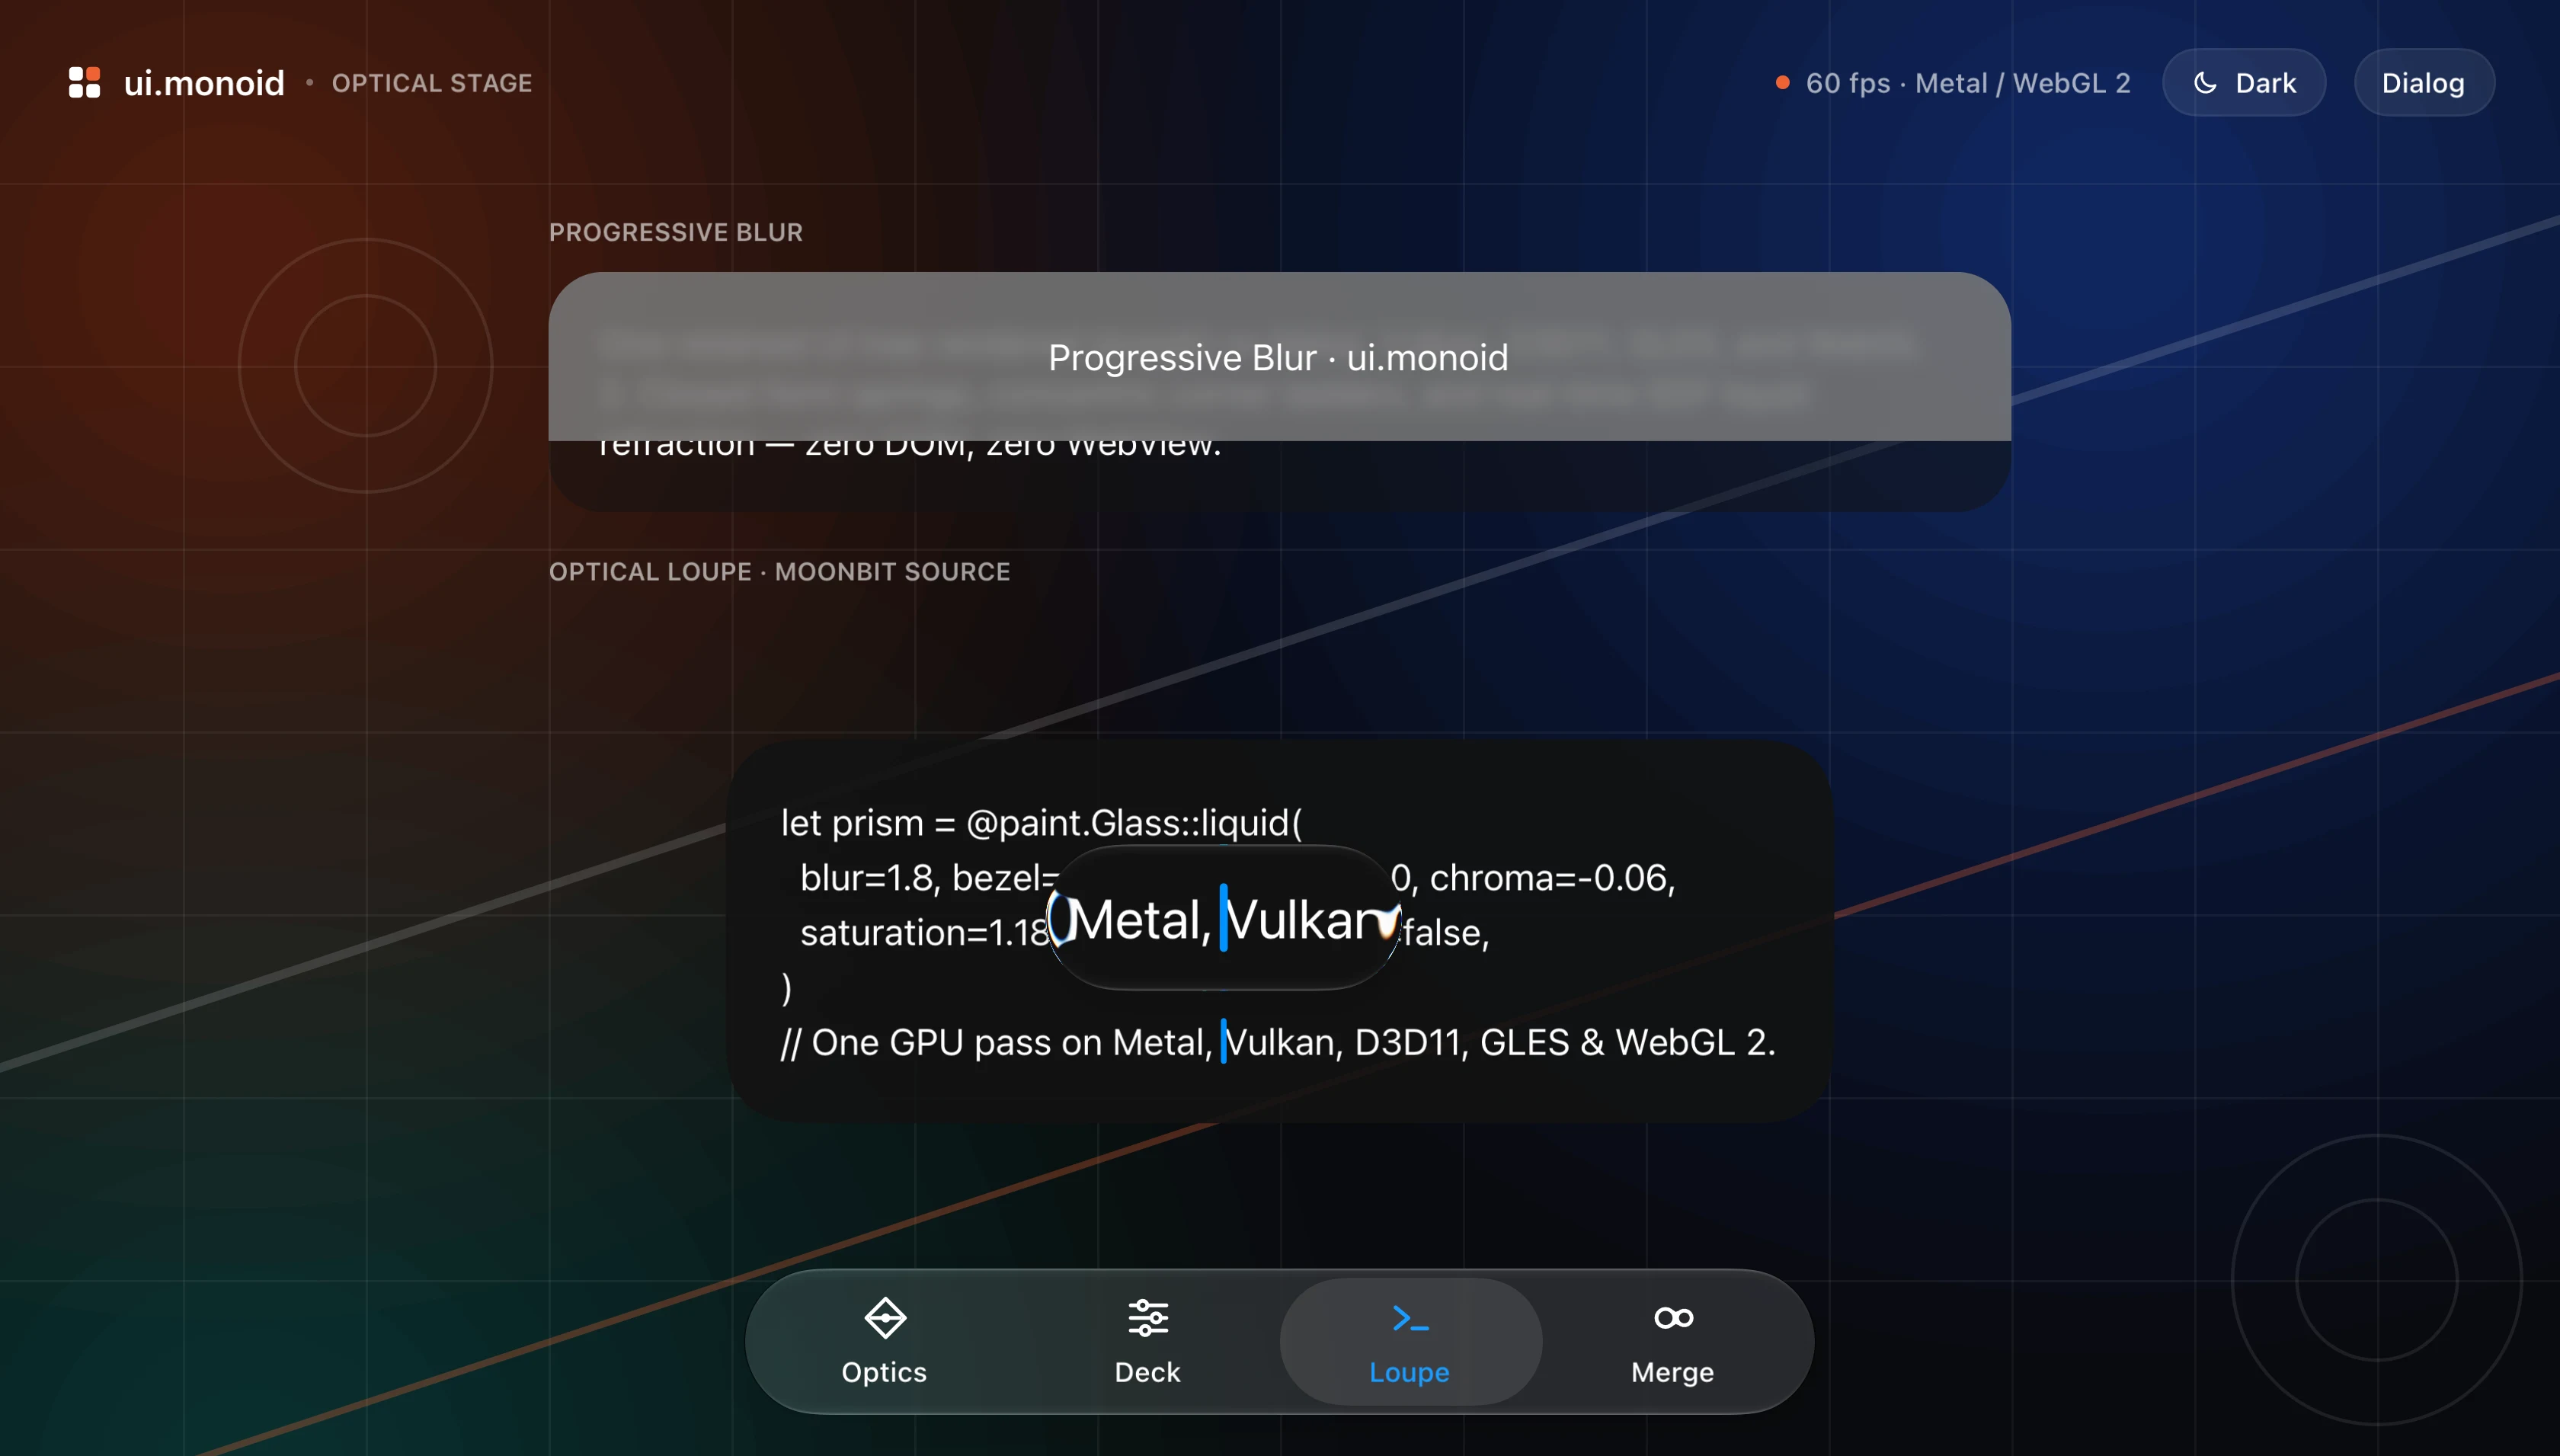 ui.monoid • OPTICAL STAGE
60 fps · Metal / WebGL 2
Dark
Dialog
PROGRESSIVE BLUR
Progressive Blur · ui.monoid
refraction — zero DOM, zero WebView.
OPTICAL LOUPE · MOONBIT SOURCE
let prism = @paint.Glass::liquid(
blur=1.8, bezel= 0, chroma=-0.06,
Metal, Vulkan
saturation=1.18 false,
)
// One GPU pass on Metal, Vulkan, D3D11, GLES & WebGL 2.
Optics
Deck
Loupe
Merge